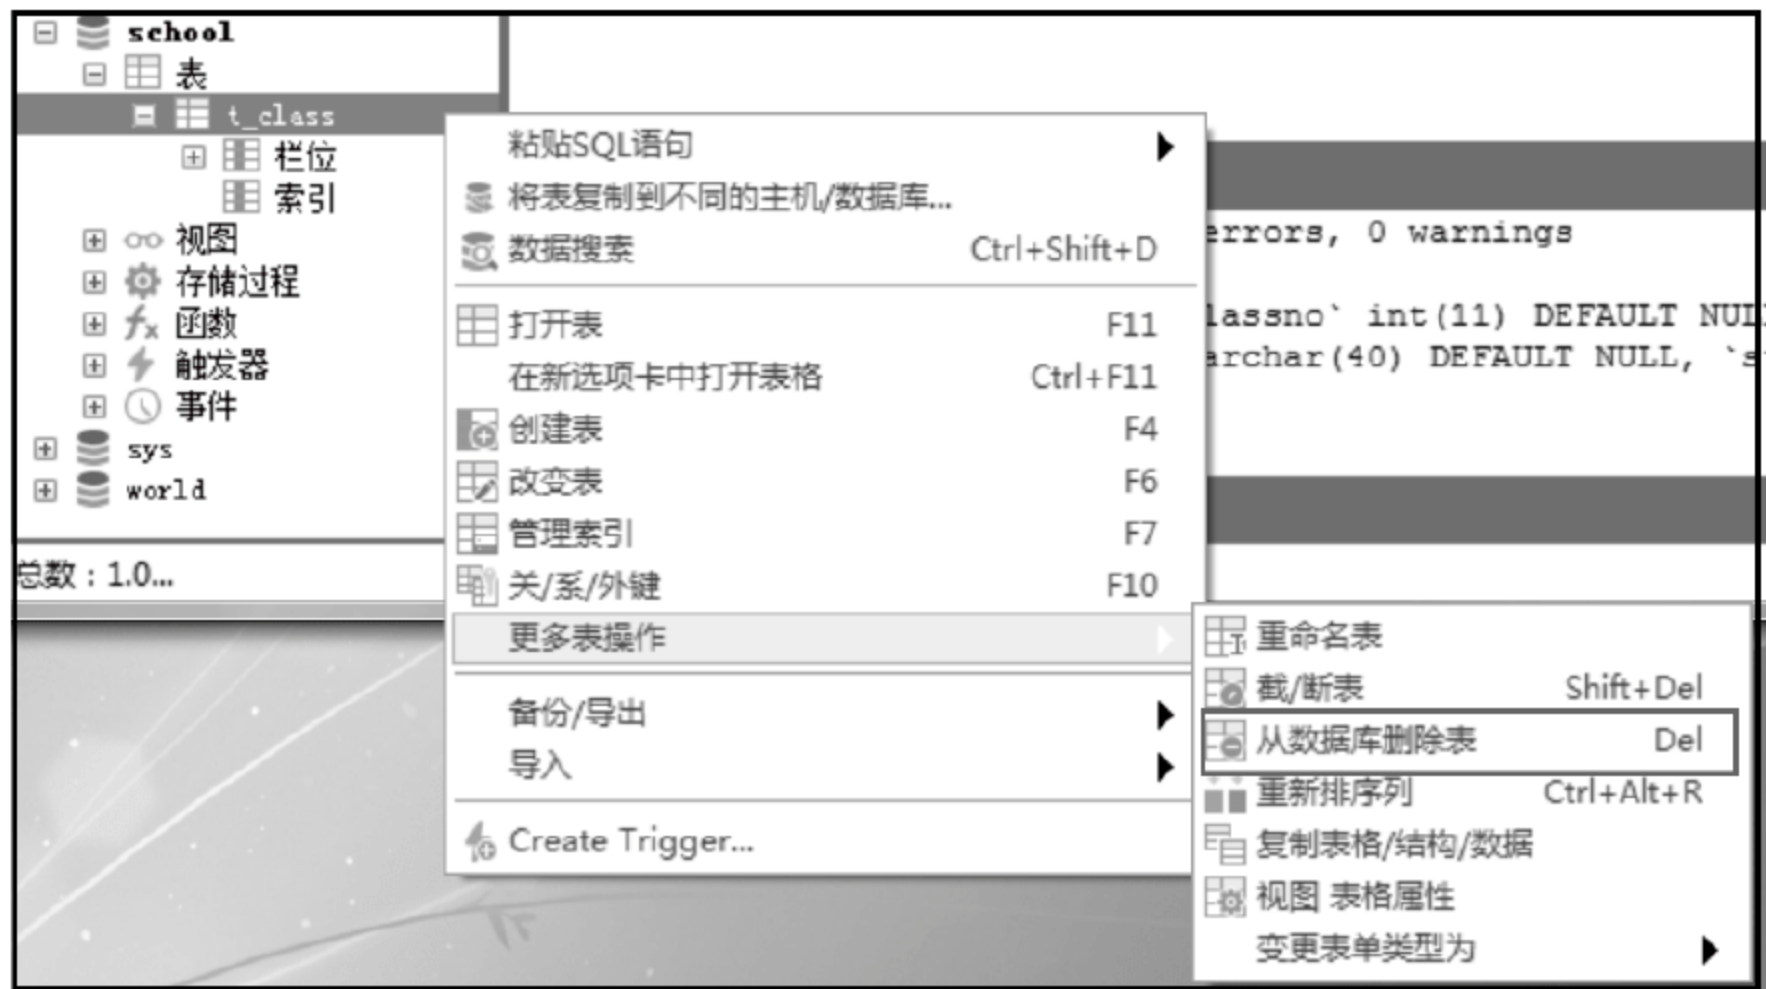 school
表
t_class
栏位
索引
视图
存储过程
函数
触发器
事件
sys
world
总数：1.0...
粘贴SQL语句
将表复制到不同的主机/数据库...
数据搜索 Ctrl+Shift+D
打开表 F11
在新选项卡中打开表格 Ctrl+F11
创建表 F4
改变表 F6
管理索引 F7
关/系/外键 F10
更多表操作
备份/导出
导入
Create Trigger...
errors, 0 warnings
lassno` int(11) DEFAULT NUL
archar(40) DEFAULT NULL, `s
重命名表
截/断表 Shift+Del
从数据库删除表 Del
重新排序列 Ctrl+Alt+R
复制表格/结构/数据
视图 表格属性
变更表单类型为